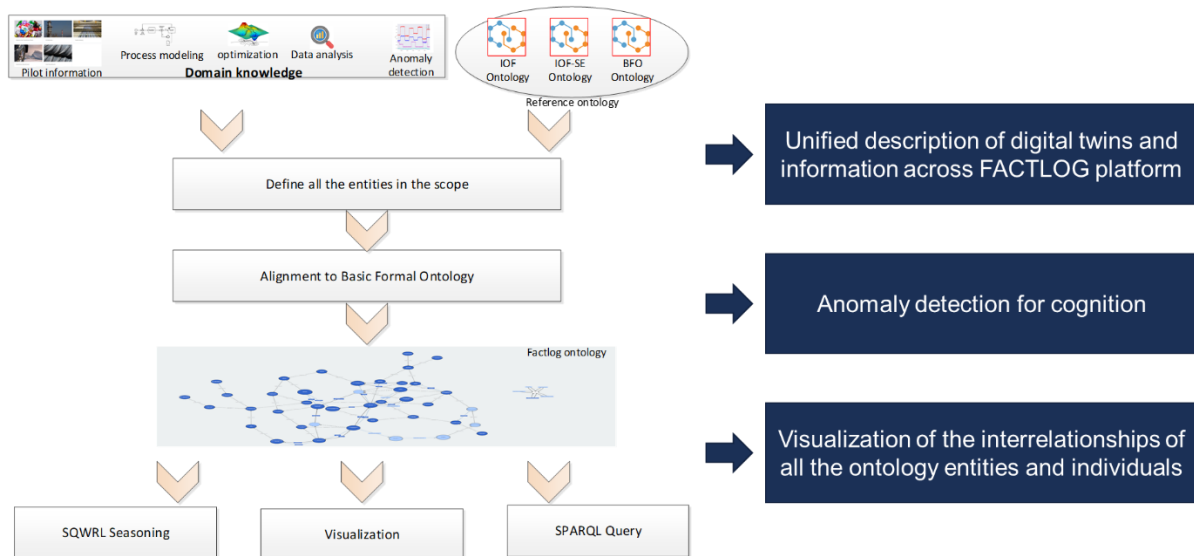 Pilot information
Process modeling
optimization
Data analysis
Anomaly
detection
Domain knowledge
IOF
Ontology
IOF-SE
Ontology
BFO
Ontology
Reference ontology
Define all the entities in the scope
Alignment to Basic Formal Ontology
Factlog ontology
SQWRL Seasoning
Visualization
SPARQL Query
Unified description of digital twins and
information across FACTLOG platform
Anomaly detection for cognition
Visualization of the interrelationships of
all the ontology entities and individuals